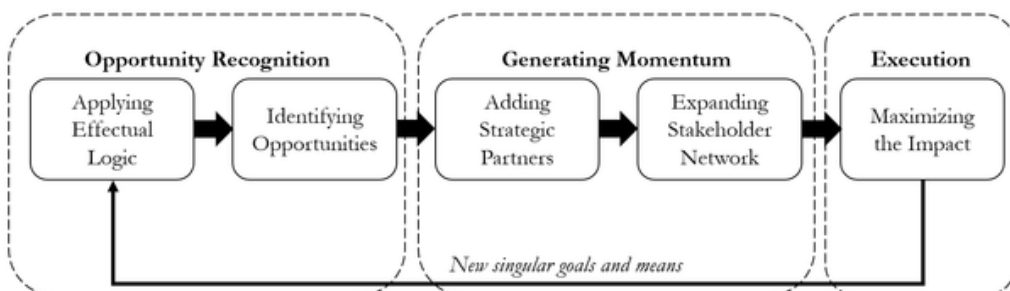 Opportunity Recognition
Applying
Effectual
Logic
Identifying
Opportunities
Generating Momentum
Adding
Strategic
Partners
Expanding
Stakeholder
Network
Execution
Maximizing
the Impact
New singular goals and means